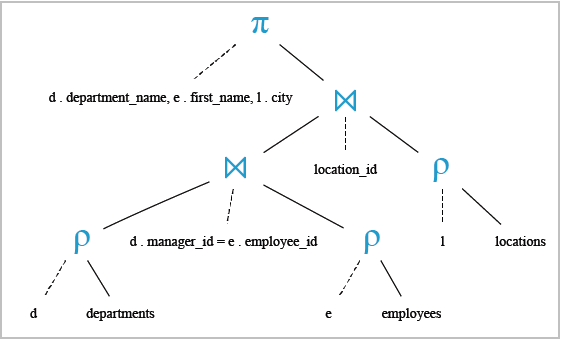 π
d . department_name, e . first_name, l . city
⋈
⋈
location_id
ρ
ρ
d . manager_id = e . employee_id
ρ
l
locations
d
departments
e
employees